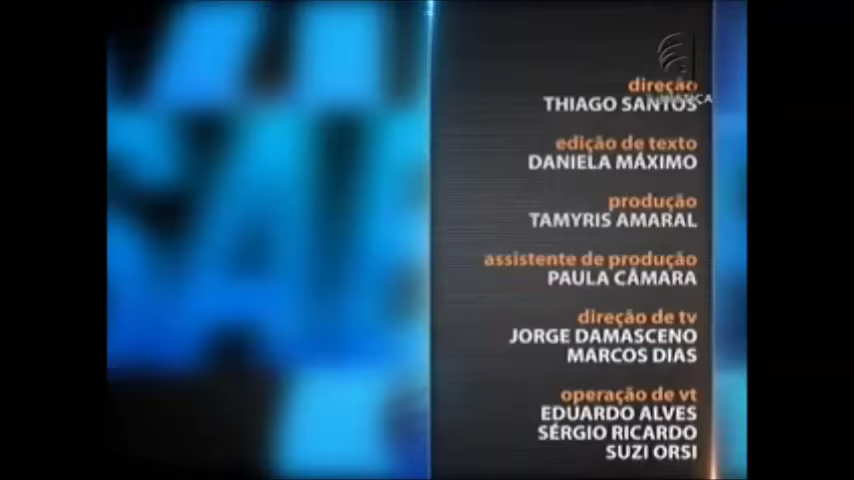 direção
THIAGO SANTOS
edição de texto
DANIELA MÁXIMO
produção
TAMYRIS AMARAL
assistente de produção
PAULA CÂMARA
direção de tv
JORGE DAMASCENO
MARCOS DIAS
operação de vt
EDUARDO ALVES
SÉRGIO RICARDO
SUZI ORSI